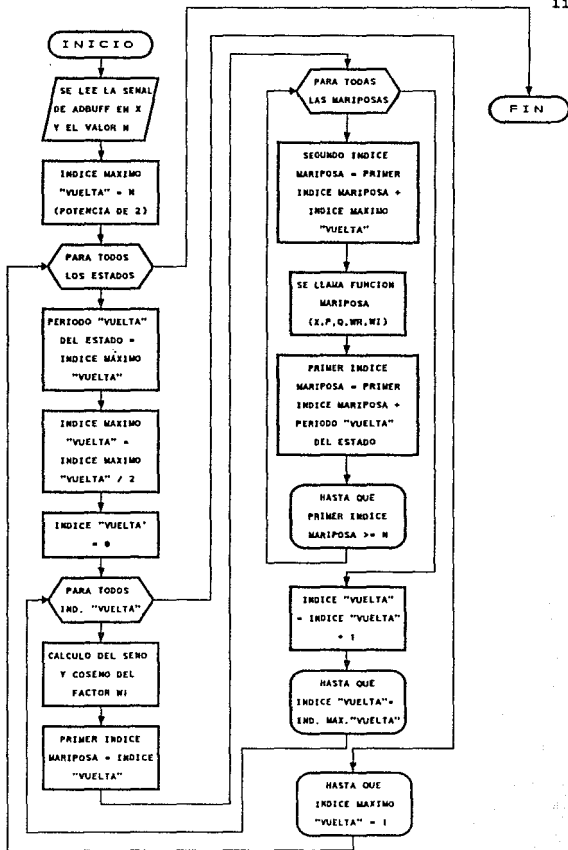 INICIO
SE LEE LA SEÑAL
DE ADBUFF EN X
Y EL VALOR N
INDICE MAXIMO
"VUELTA" = N
(POTENCIA DE 2)
PARA TODOS
LOS ESTADOS
PERIODO "VUELTA"
DEL ESTADO =
INDICE MÁXIMO
"VUELTA"
INDICE MAXIMO
"VUELTA" =
INDICE MAXIMO
"VUELTA" / 2
INDICE "VUELTA'
= 0
PARA TODOS
IND. "VUELTA"
CALCULO DEL SENO
Y COSENO DEL
FACTOR Wi
PRIMER INDICE
MARIPOSA = INDICE
"VUELTA"
PARA TODAS
LAS MARIPOSAS
SEGUNDO INDICE
MARIPOSA = PRIMER
INDICE MARIPOSA +
INDICE MAXIMO
"VUELTA"
SE LLAMA FUNCION
MARIPOSA
(X,P,Q,WR,WI)
PRIMER INDICE
MARIPOSA = PRIMER
INDICE MARIPOSA +
PERIODO "VUELTA"
DEL ESTADO
HASTA QUE
PRIMER INDICE
MARIPOSA >= N
INDICE "VUELTA"
= INDICE "VUELTA"
+ 1
HASTA QUE
INDICE "VUELTA"=
IND. MAX."VUELTA"
HASTA QUE
INDICE MAXIMO
"VUELTA" = 1
FIN